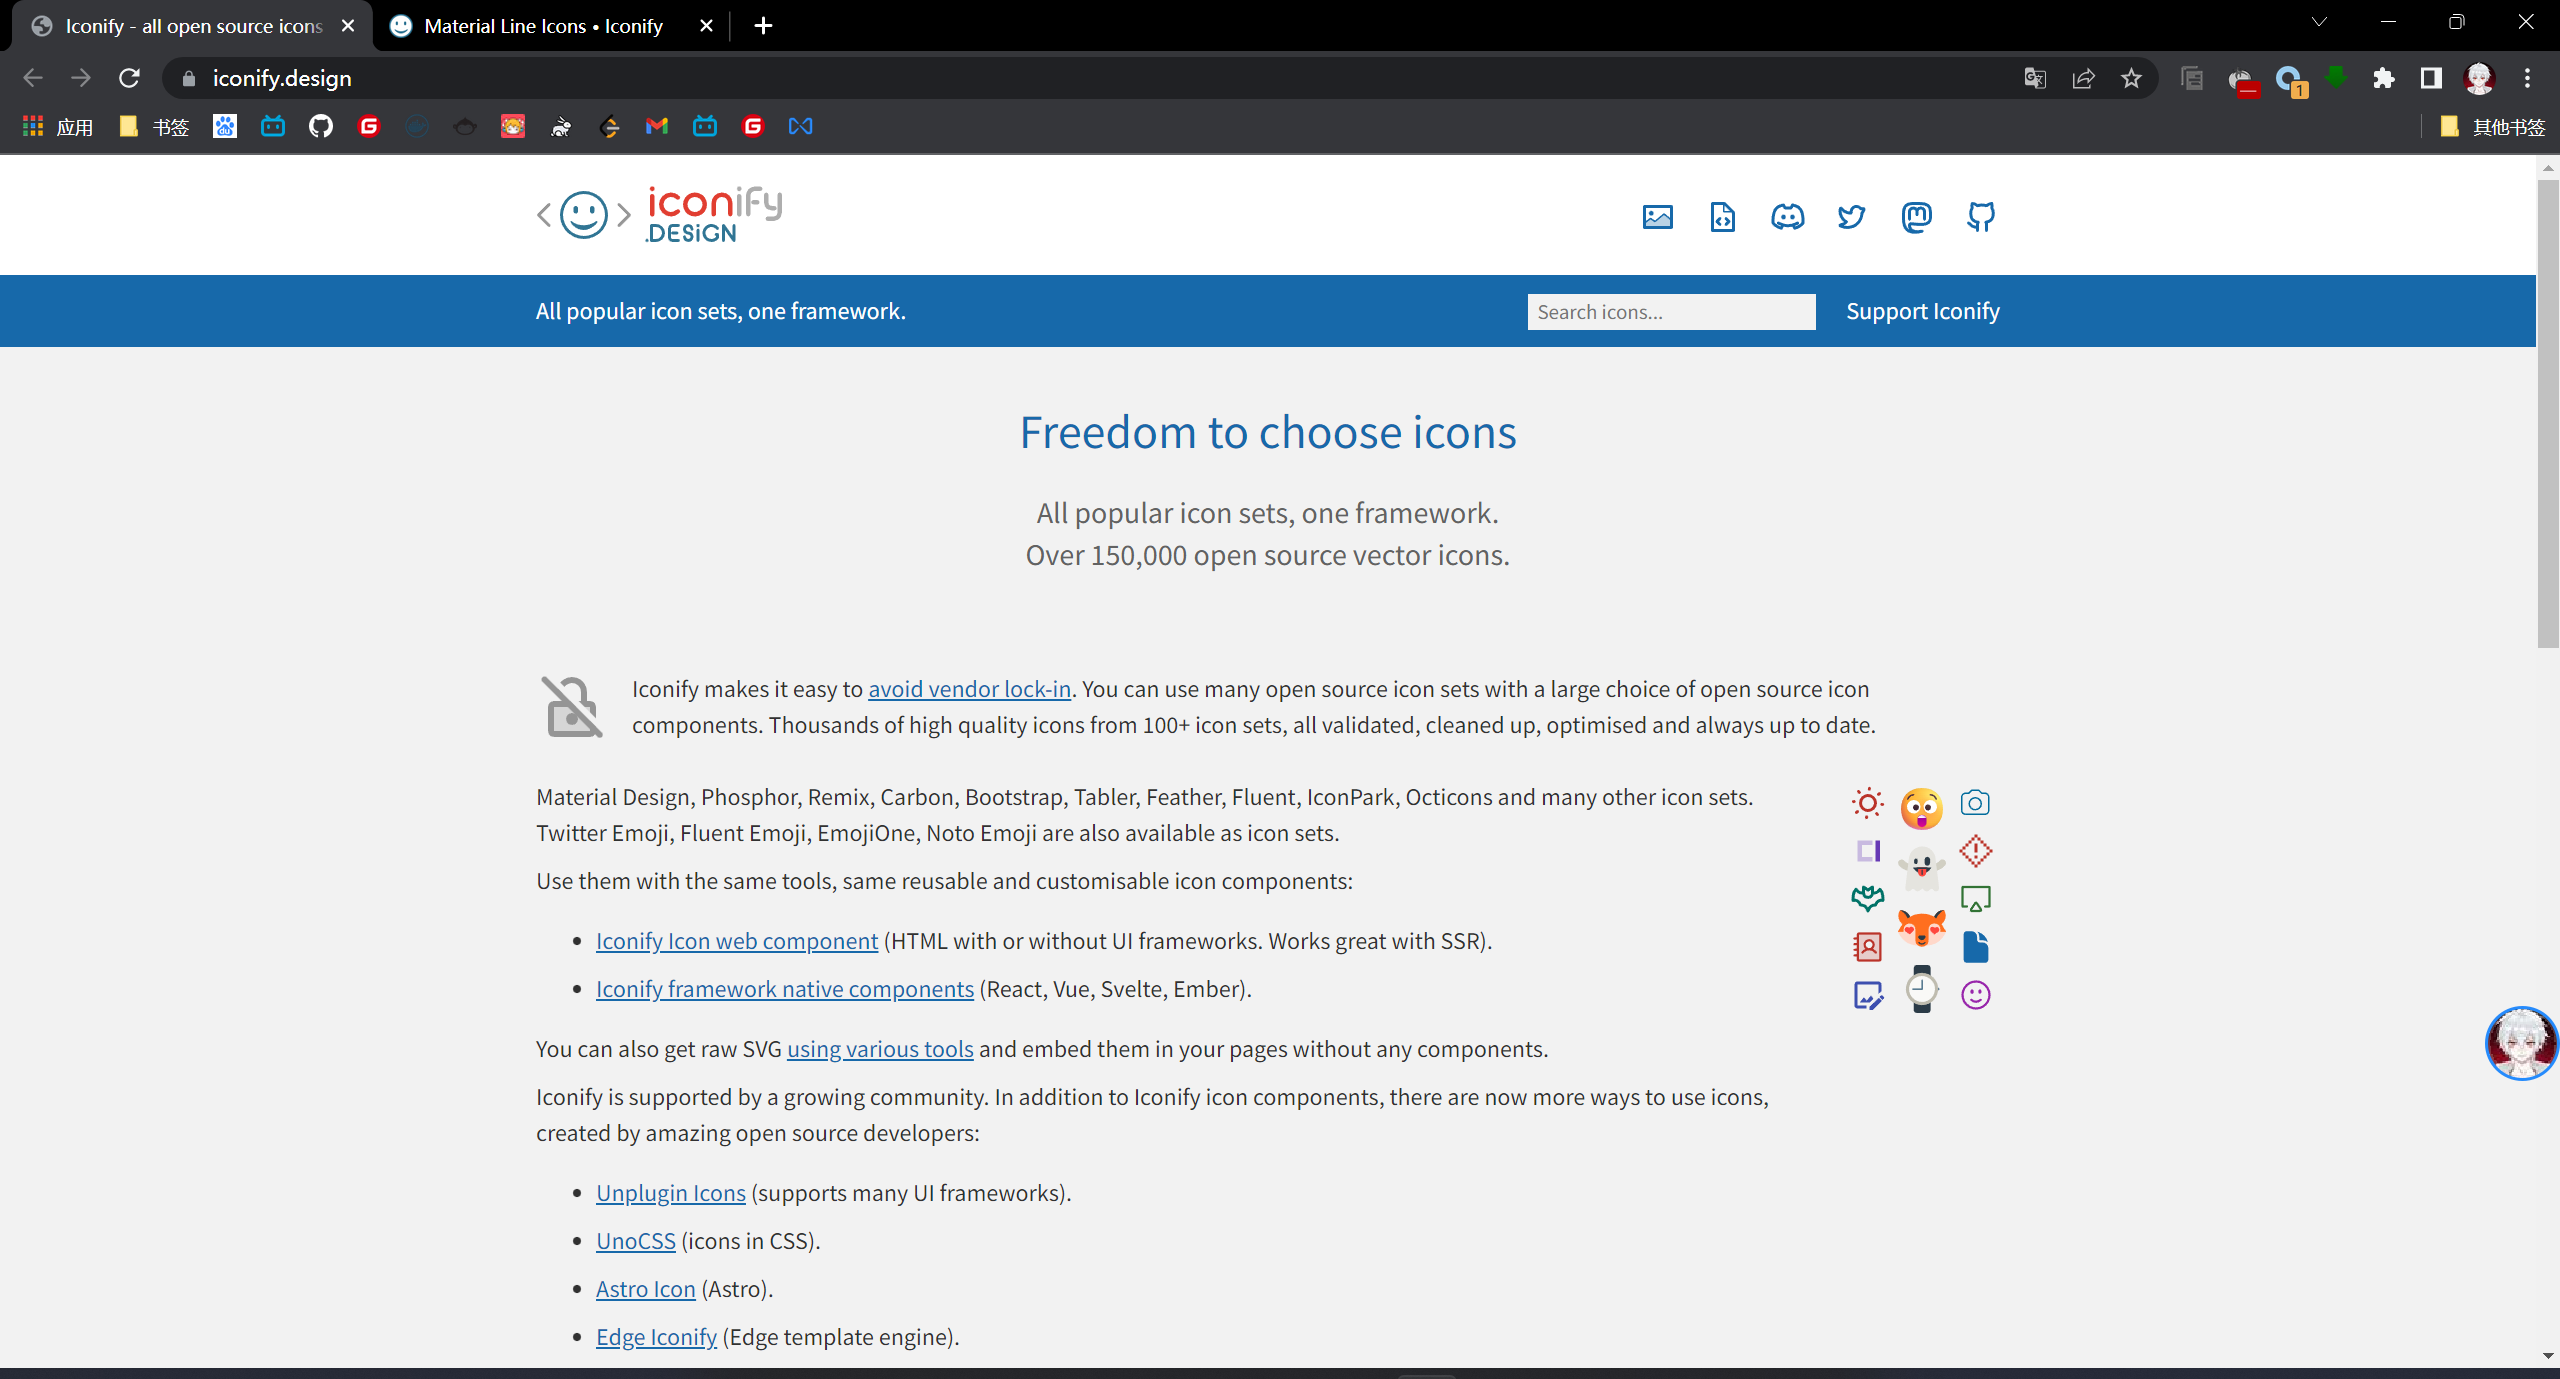 Iconify - all open source icons
Material Line Icons • Iconify
iconify.design
1
应用
书签
其他书签
iconify
.DESiGN
All popular icon sets, one framework.
Search icons...
Support Iconify
Freedom to choose icons
All popular icon sets, one framework.
Over 150,000 open source vector icons.
Iconify makes it easy to avoid vendor lock-in. You can use many open source icon sets with a large choice of open source icon
components. Thousands of high quality icons from 100+ icon sets, all validated, cleaned up, optimised and always up to date.
Material Design, Phosphor, Remix, Carbon, Bootstrap, Tabler, Feather, Fluent, IconPark, Octicons and many other icon sets.
Twitter Emoji, Fluent Emoji, EmojiOne, Noto Emoji are also available as icon sets.
Use them with the same tools, same reusable and customisable icon components:
• Iconify Icon web component (HTML with or without UI frameworks. Works great with SSR).
• Iconify framework native components (React, Vue, Svelte, Ember).
You can also get raw SVG using various tools and embed them in your pages without any components.
Iconify is supported by a growing community. In addition to Iconify icon components, there are now more ways to use icons,
created by amazing open source developers:
• Unplugin Icons (supports many UI frameworks).
• UnoCSS (icons in CSS).
• Astro Icon (Astro).
• Edge Iconify (Edge template engine).